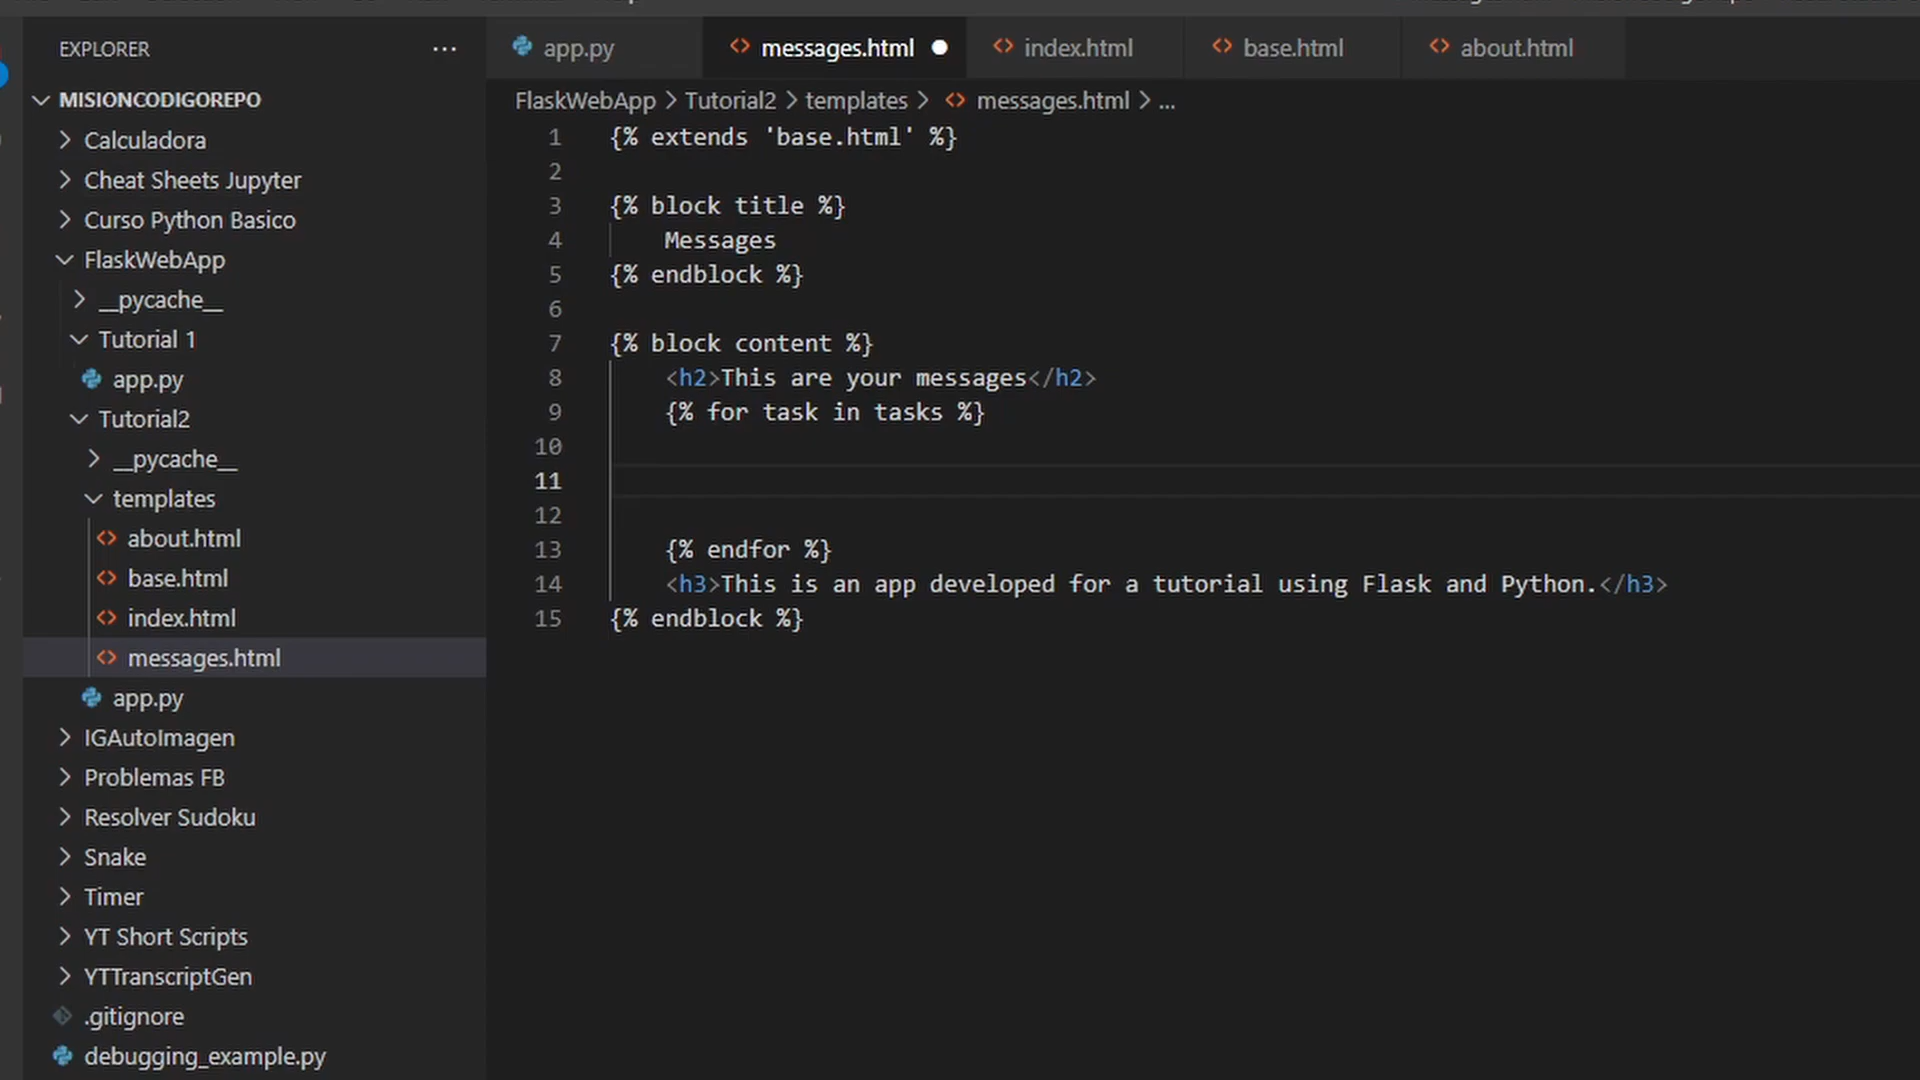 EXPLORER ...
MISIONCODIGOREPO
Calculadora
Cheat Sheets Jupyter
Curso Python Basico
FlaskWebApp
__pycache__
Tutorial 1
app.py
Tutorial2
__pycache__
templates
about.html
base.html
index.html
messages.html
app.py
IGAutoImagen
Problemas FB
Resolver Sudoku
Snake
Timer
YT Short Scripts
YTTranscriptGen
.gitignore
debugging_example.py
app.py messages.html index.html base.html about.html
FlaskWebApp > Tutorial2 > templates > messages.html > ...
1 {% extends 'base.html' %}
2
3 {% block title %}
4 Messages
5 {% endblock %}
6
7 {% block content %}
8 <h2>This are your messages</h2>
9 {% for task in tasks %}
10
11
12
13 {% endfor %}
14 <h3>This is an app developed for a tutorial using Flask and Python.</h3>
15 {% endblock %}